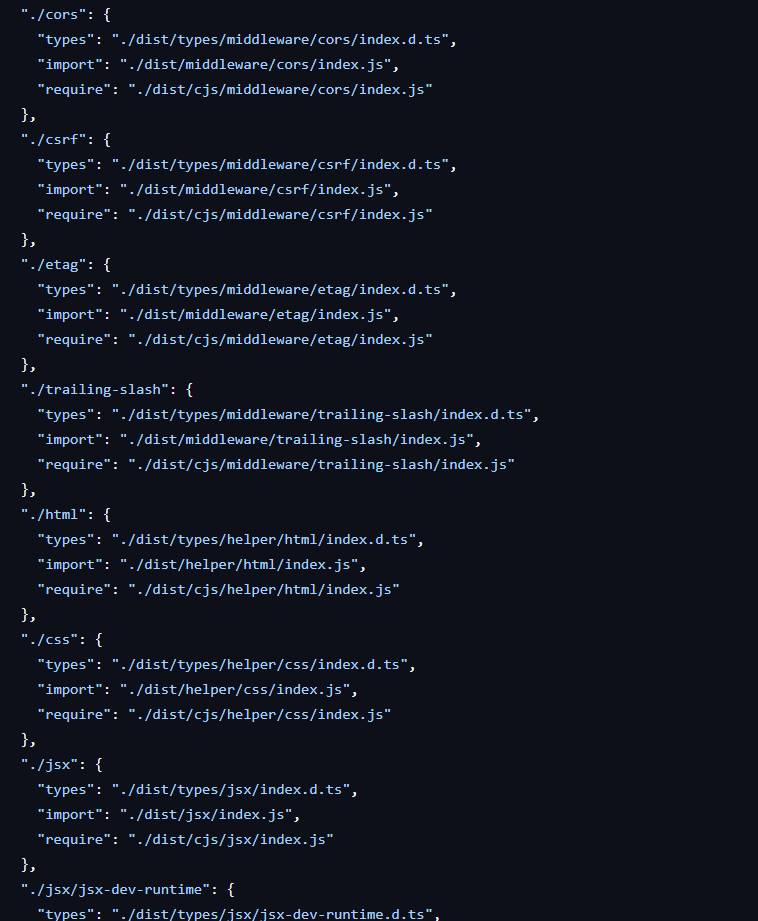 "./cors": {
"types": "./dist/types/middleware/cors/index.d.ts",
"import": "./dist/middleware/cors/index.js",
"require": "./dist/cjs/middleware/cors/index.js"
},
"./csrf": {
"types": "./dist/types/middleware/csrf/index.d.ts",
"import": "./dist/middleware/csrf/index.js",
"require": "./dist/cjs/middleware/csrf/index.js"
},
"./etag": {
"types": "./dist/types/middleware/etag/index.d.ts",
"import": "./dist/middleware/etag/index.js",
"require": "./dist/cjs/middleware/etag/index.js"
},
"./trailing-slash": {
"types": "./dist/types/middleware/trailing-slash/index.d.ts",
"import": "./dist/middleware/trailing-slash/index.js",
"require": "./dist/cjs/middleware/trailing-slash/index.js"
},
"./html": {
"types": "./dist/types/helper/html/index.d.ts",
"import": "./dist/helper/html/index.js",
"require": "./dist/cjs/helper/html/index.js"
},
"./css": {
"types": "./dist/types/helper/css/index.d.ts",
"import": "./dist/helper/css/index.js",
"require": "./dist/cjs/helper/css/index.js"
},
"./jsx": {
"types": "./dist/types/jsx/index.d.ts",
"import": "./dist/jsx/index.js",
"require": "./dist/cjs/jsx/index.js"
},
"./jsx/jsx-dev-runtime": {
"types": "./dist/types/jsx/jsx-dev-runtime.d.ts",